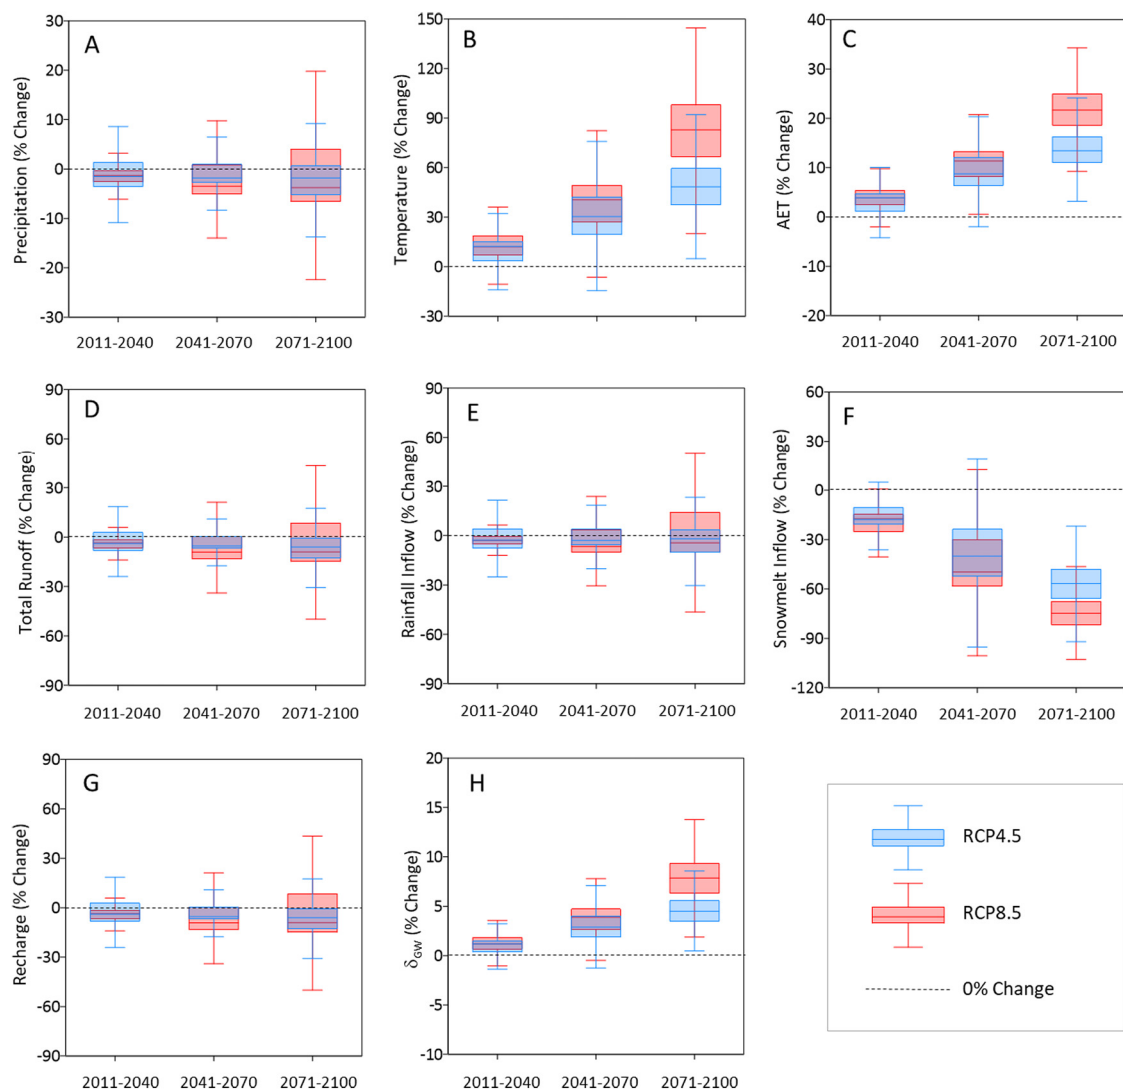 A
Precipitation (% Change)
30
20
10
0
-10
-20
-30
2011-2040 2041-2070 2071-2100
B
Temperature (% Change)
150
120
90
60
30
0
-30
2011-2040 2041-2070 2071-2100
C
AET (% Change)
40
30
20
10
0
-10
-20
2011-2040 2041-2070 2071-2100
D
Total Runoff (% Change)
90
60
30
0
-30
-60
-90
2011-2040 2041-2070 2071-2100
E
Rainfall Inflow (% Change)
90
60
30
0
-30
-60
-90
2011-2040 2041-2070 2071-2100
F
Snowmelt Inflow (% Change)
60
30
0
-30
-60
-90
-120
2011-2040 2041-2070 2071-2100
G
Recharge (% Change)
90
60
30
0
-30
-60
-90
2011-2040 2041-2070 2071-2100
H
δGW (% Change)
20
15
10
5
0
-5
-10
2011-2040 2041-2070 2071-2100
RCP4.5
RCP8.5
0% Change